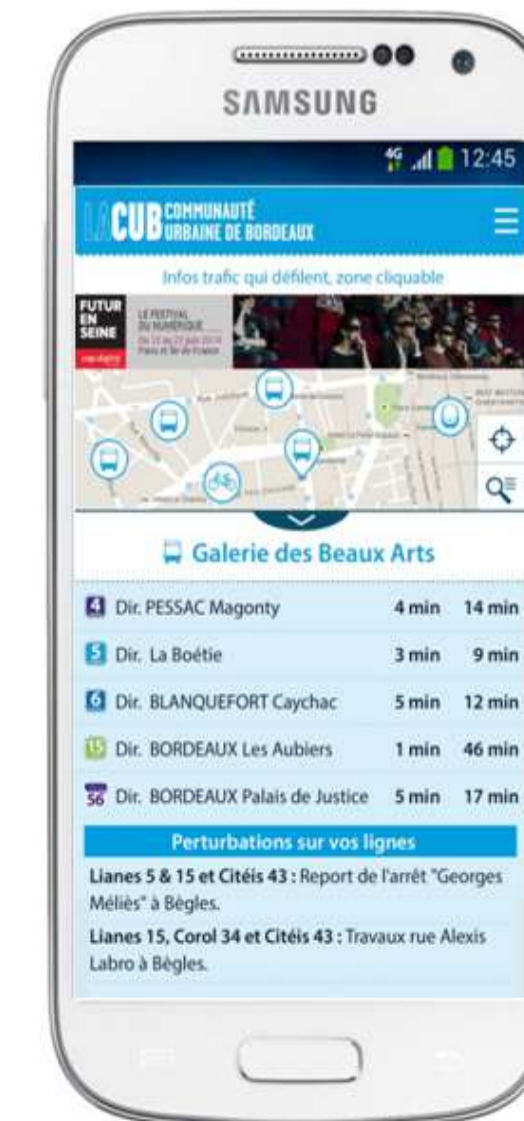 SAMSUNG
4G 12:45
LACUB COMMUNAUTÉ
URBAINE DE BORDEAUX
Infos trafic qui défilent, zone cliquable
FUTUR
EN
SEINE
LE FESTIVAL
DU NUMÉRIQUE
Galerie des Beaux Arts
4 Dir. PESSAC Magonty 4 min 14 min
5 Dir. La Boétie 3 min 9 min
6 Dir. BLANQUEFORT Caychac 5 min 12 min
15 Dir. BORDEAUX Les Aubiers 1 min 46 min
56 Dir. BORDEAUX Palais de Justice 5 min 17 min
Perturbations sur vos lignes
Lianes 5 & 15 et Citéis 43 : Report de l'arrêt "Georges
Méliès" à Bègles.
Lianes 15, Corol 34 et Citéis 43 : Travaux rue Alexis
Labro à Bègles.